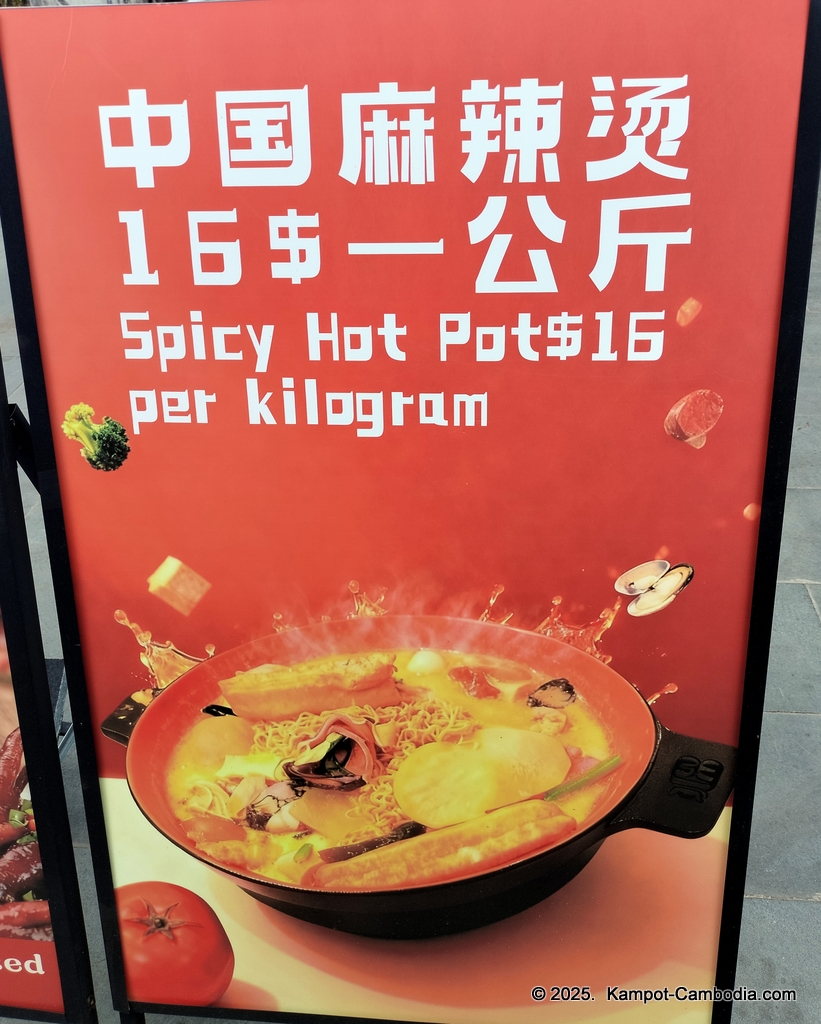 中国麻辣烫
16$一公斤
Spicy Hot Pot$16
per kilogram
sed
© 2025. Kampot-Cambodia.com